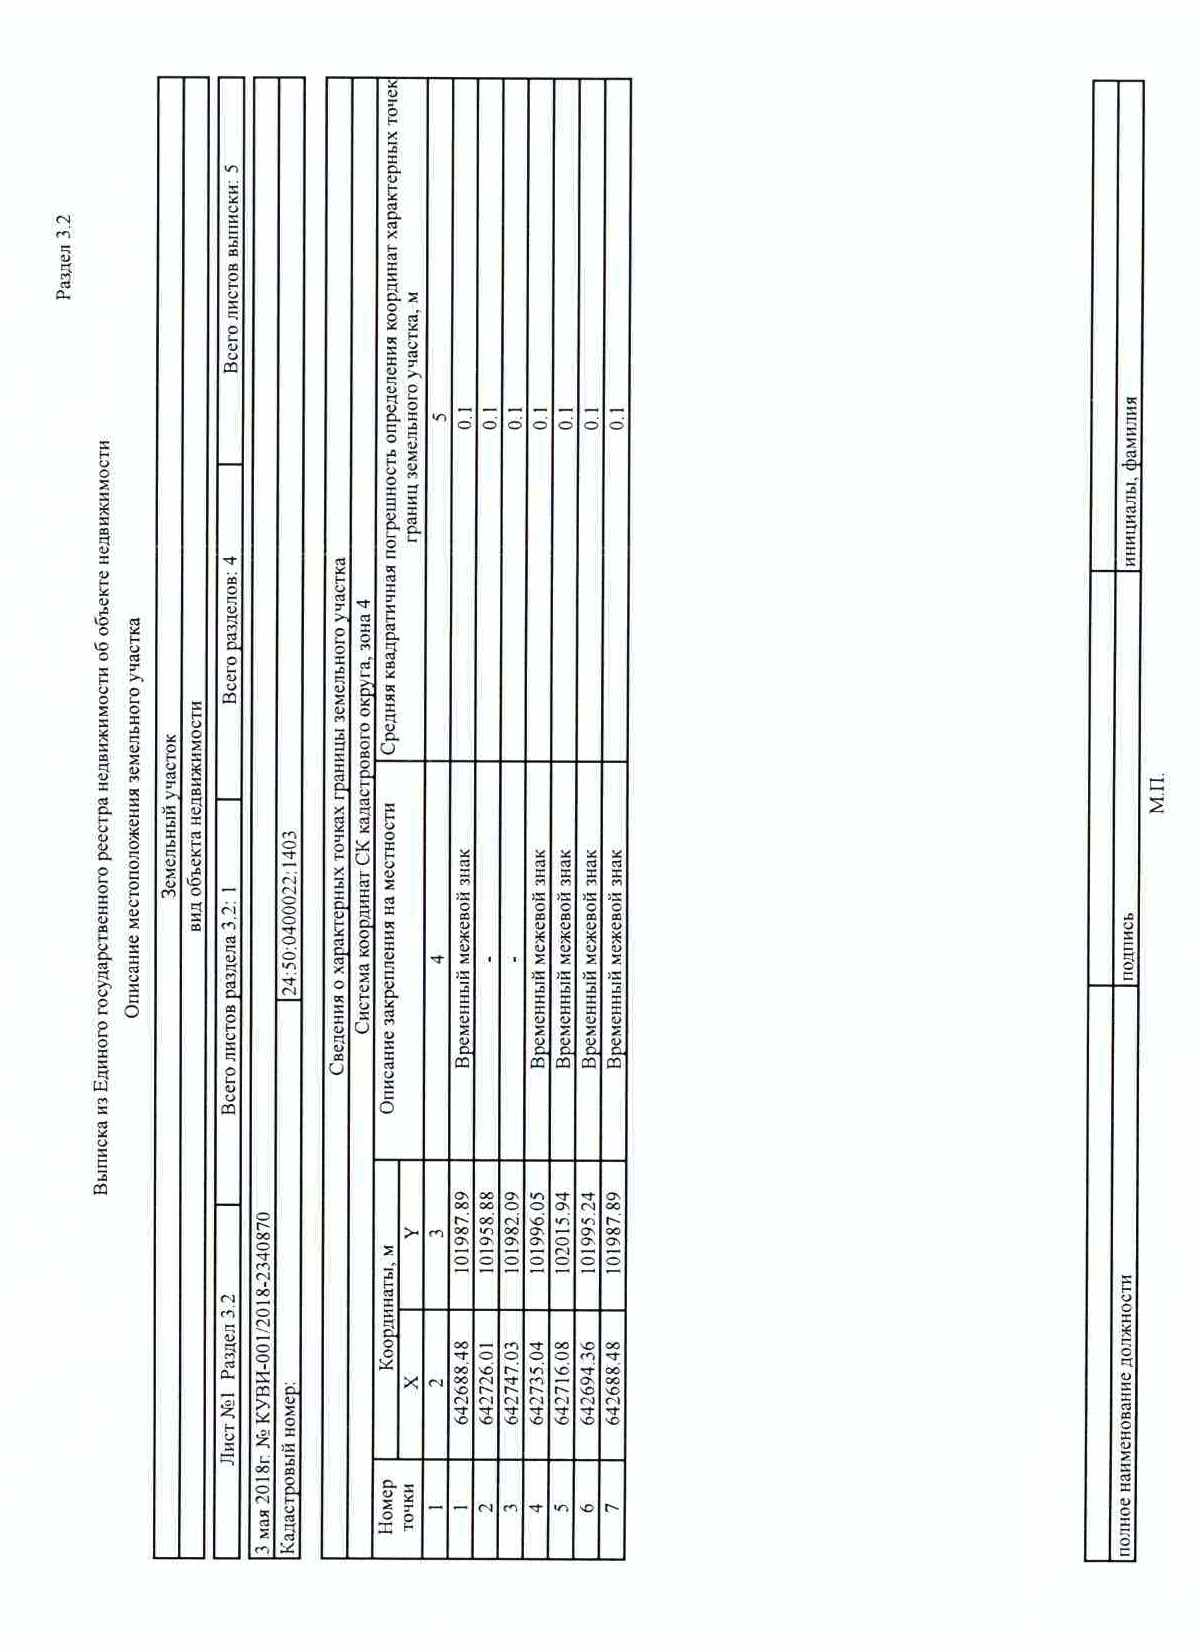 Раздел 3.2
Выписка из Единого государственного реестра недвижимости об объекте недвижимости
Описание местоположения земельного участка
Земельный участок
вид объекта недвижимости
Лист №1 Раздел 3.2 Всего листов раздела 3.2: 1 Всего разделов: 4 Всего листов выписки: 5
3 мая 2018г. № КУВИ-001/2018-2340870
Кадастровый номер: 24:50:0400022:1403
Сведения о характерных точках границы земельного участка
Система координат СК кадастрового округа, зона 4
Номер точки Координаты, м Описание закрепления на местности Средняя квадратичная погрешность определения координат характерных точек границ земельного участка, м
X Y
1 2 3 4 5
1 642688.48 101987.89 Временный межевой знак 0.1
2 642726.01 101958.88 - 0.1
3 642747.03 101982.09 - 0.1
4 642735.04 101996.05 Временный межевой знак 0.1
5 642716.08 102015.94 Временный межевой знак 0.1
6 642694.36 101995.24 Временный межевой знак 0.1
7 642688.48 101987.89 Временный межевой знак 0.1
полное наименование должности подпись инициалы, фамилия
М.П.